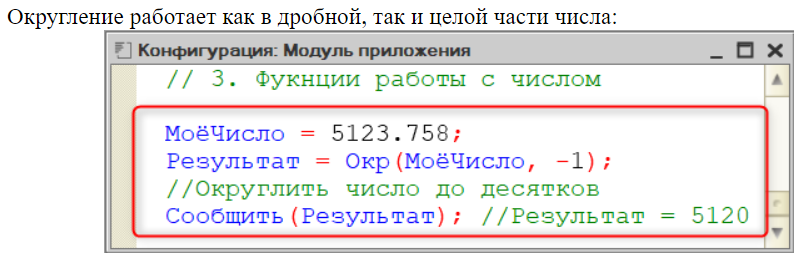 Округление работает как в дробной, так и целой части числа:
Конфигурация: Модуль приложения
// 3. Фукнции работы с числом
МоёЧисло = 5123.758;
Результат = Окр(МоёЧисло, -1);
//Округлить число до десятков
Сообщить(Результат); //Результат = 5120